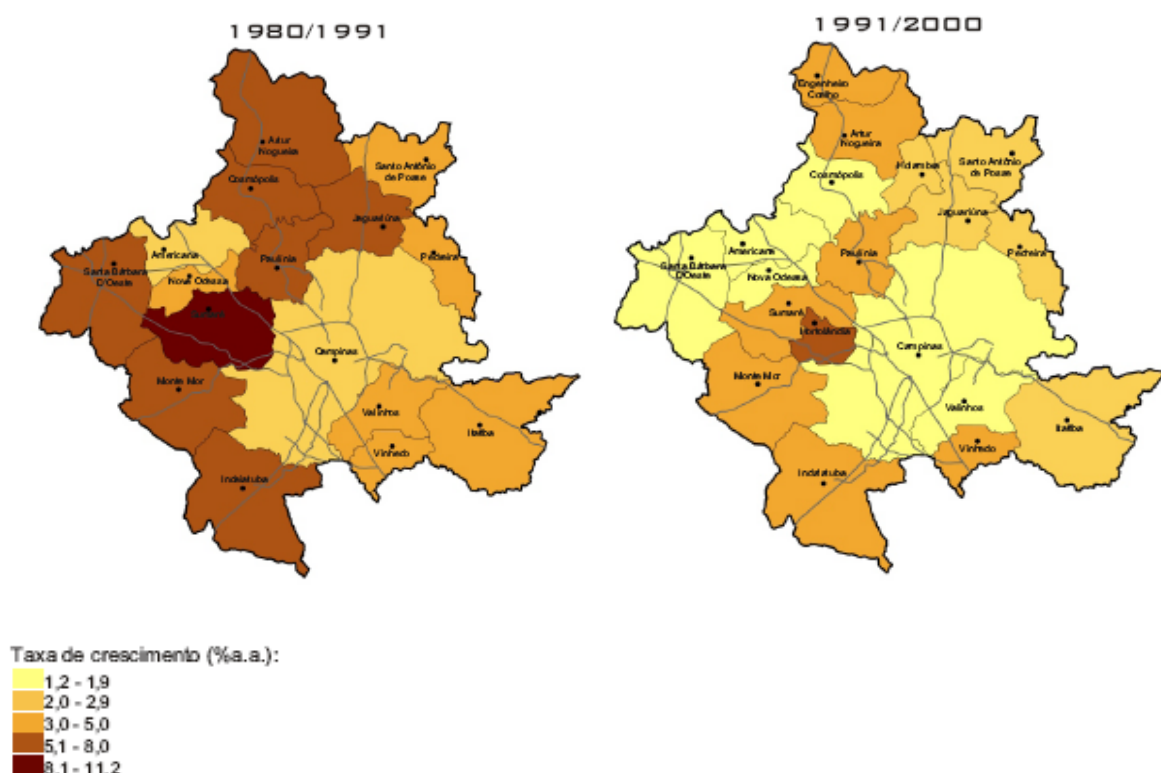 1980/1991
Artur
Nogueira
Santo Antônio
de Posse
Cosmópolis
Jaguariúna
Pedreira
Americana
Paulínia
Santa Bárbara
D'Oeste
Nova Odessa
Campinas
Monte Mor
Valinhos
Itatiba
Vinhedo
Indaiatuba
1991/2000
Engenheiro
Coelho
Artur
Nogueira
Holambra
Santo Antônio
de Posse
Cosmópolis
Jaguariúna
Americana
Pedreira
Paulínia
Santa Bárbara
D'Oeste
Nova Odessa
Sumaré
Hortolândia
Campinas
Monte Mor
Valinhos
Itatiba
Vinhedo
Indaiatuba
Taxa de crescimento (%a.a.):
1,2 - 1,9
2,0 - 2,9
3,0 - 5,0
5,1 - 8,0
8,1 - 11,2